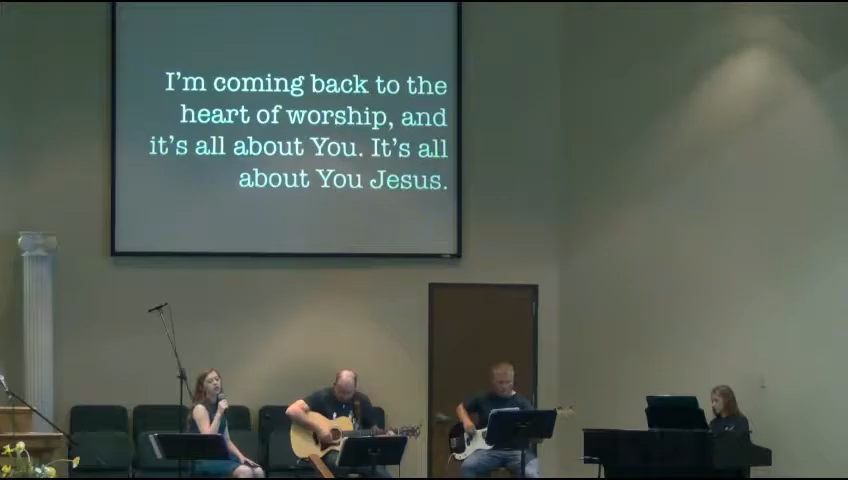 I'm coming back to the
heart of worship, and
it's all about You. It's all
about You Jesus.